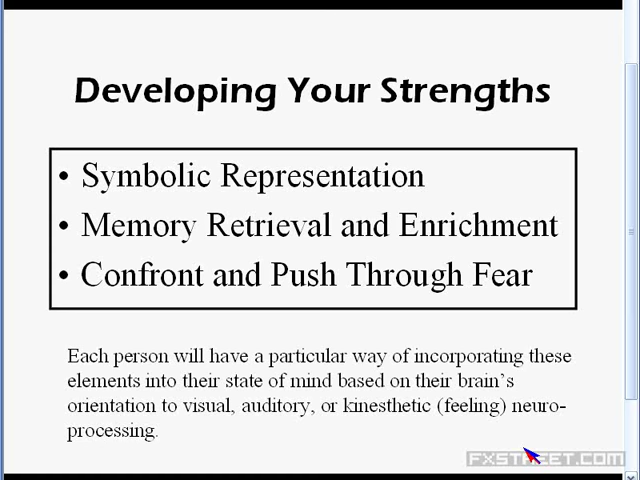 Developing Your Strengths
• Symbolic Representation
• Memory Retrieval and Enrichment
• Confront and Push Through Fear
Each person will have a particular way of incorporating these
elements into their state of mind based on their brain’s
orientation to visual, auditory, or kinesthetic (feeling) neuro-
processing.
FXSTREET.COM